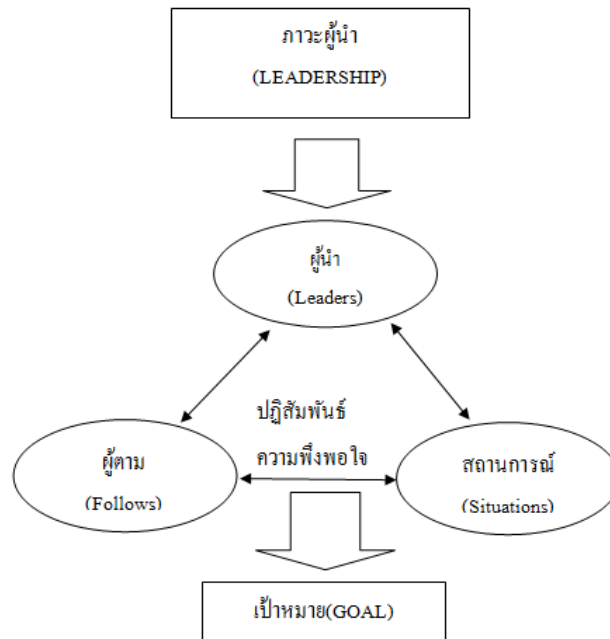 ภาวะผู้นำ
(LEADERSHIP)
ผู้นำ
(Leaders)
ปฏิสัมพันธ์
ความพึงพอใจ
ผู้ตาม
(Follows)
สถานการณ์
(Situations)
เป้าหมาย(GOAL)